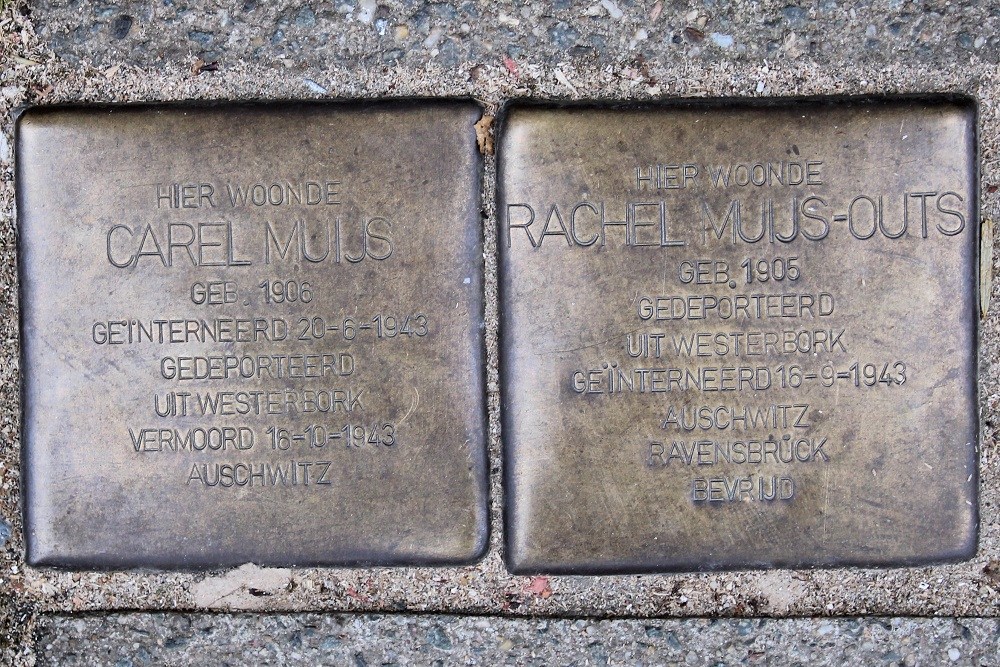 HIER WOONDE
CAREL MUIJS
GEB. 1906
GEÏNTERNEERD 20-6-1943
GEDEPORTEERD
UIT WESTERBORK
VERMOORD 16-10-1943
AUSCHWITZ
HIER WOONDE
RACHEL MUIJS-OUTS
GEB. 1905
GEDEPORTEERD
UIT WESTERBORK
GEÏNTERNEERD 16-9-1943
AUSCHWITZ
RAVENSBRÜCK
BEVRIJD